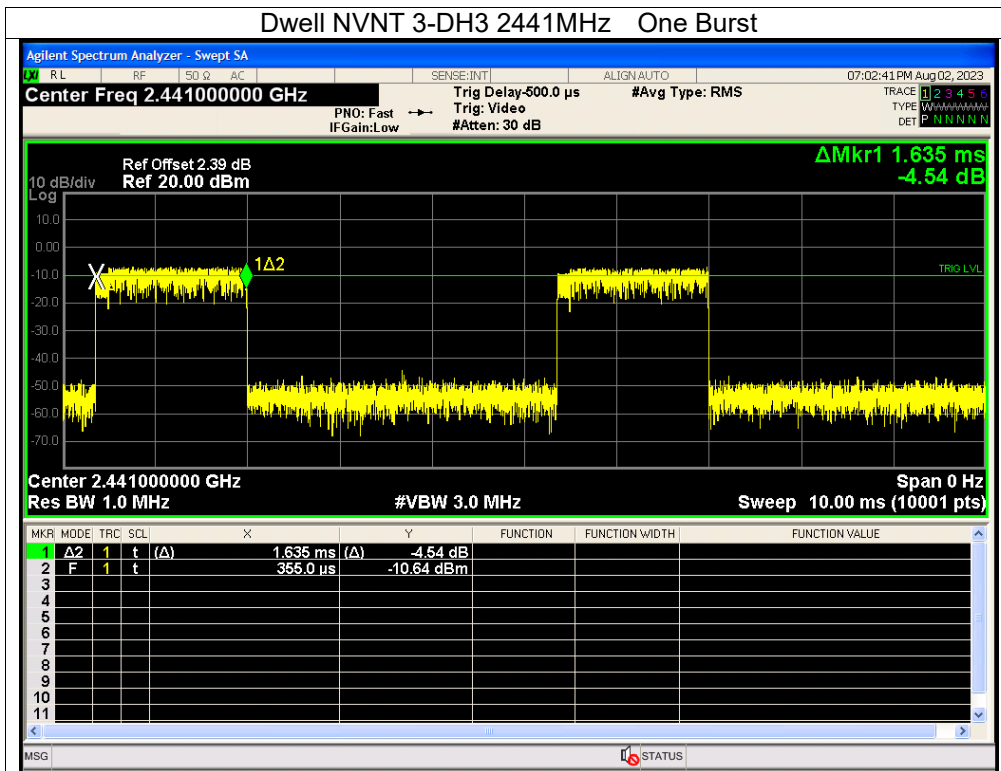 Dwell NVNT 3-DH3 2441MHz One Burst
Agilent Spectrum Analyzer - Swept SA
LXI RL RF 50 Ω AC SENSE:INT ALIGN AUTO 07:02:41 PM Aug 02, 2023
Center Freq 2.441000000 GHz
PNO: Fast
IFGain:Low
Trig Delay-500.0 µs
Trig: Video
#Atten: 30 dB
#Avg Type: RMS
TRACE 1 2 3 4 5 6
TYPE WWWWWW
DET P N N N N N
ΔMkr1 1.635 ms
-4.54 dB
Ref Offset 2.39 dB
10 dB/div Ref 20.00 dBm
Log
10.0
0.00
-10.0
-20.0
-30.0
-40.0
-50.0
-60.0
-70.0
1Δ2
TRIG LVL
Center 2.441000000 GHz Span 0 Hz
Res BW 1.0 MHz #VBW 3.0 MHz Sweep 10.00 ms (10001 pts)
MKR MODE TRC SCL X Y FUNCTION FUNCTION WIDTH FUNCTION VALUE
1 Δ2 1 t (Δ) 1.635 ms (Δ) -4.54 dB
2 F 1 t 355.0 µs -10.64 dBm
3
4
5
6
7
8
9
10
11
MSG STATUS